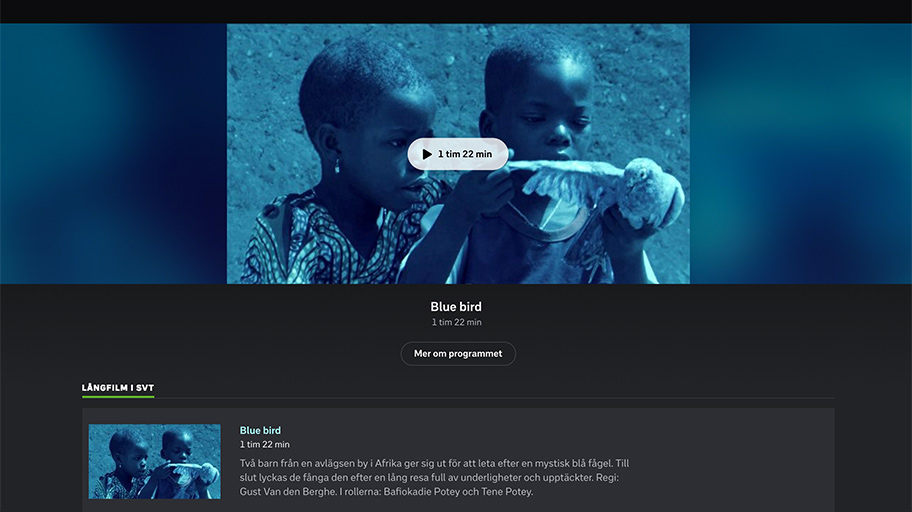 1 tim 22 min
Blue bird
1 tim 22 min
Mer om programmet
LÅNGFILM I SVT
Blue bird
1 tim 22 min
Två barn från en avlägsen by i Afrika ger sig ut för att leta efter en mystisk blå fågel. Till
slut lyckas de fånga den efter en lång resa full av underligheter och upptäckter. Regi:
Gust Van den Berghe. I rollerna: Bafiokadie Potey och Tene Potey.